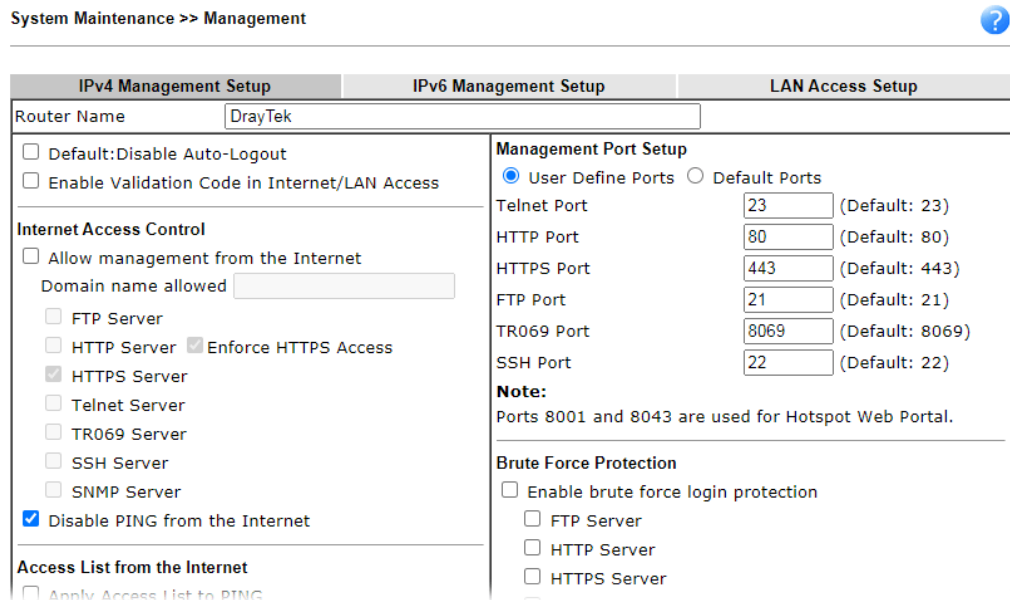 System Maintenance >> Management
?
IPv4 Management Setup IPv6 Management Setup LAN Access Setup
Router Name DrayTek
Default:Disable Auto-Logout
Enable Validation Code in Internet/LAN Access
Internet Access Control
Allow management from the Internet
Domain name allowed
FTP Server
HTTP Server Enforce HTTPS Access
HTTPS Server
Telnet Server
TR069 Server
SSH Server
SNMP Server
Disable PING from the Internet
Access List from the Internet
Apply Access List to PING
Management Port Setup
User Define Ports Default Ports
Telnet Port 23 (Default: 23)
HTTP Port 80 (Default: 80)
HTTPS Port 443 (Default: 443)
FTP Port 21 (Default: 21)
TR069 Port 8069 (Default: 8069)
SSH Port 22 (Default: 22)
Note:
Ports 8001 and 8043 are used for Hotspot Web Portal.
Brute Force Protection
Enable brute force login protection
FTP Server
HTTP Server
HTTPS Server